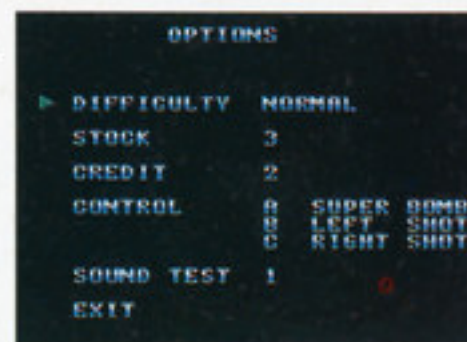 OPTIONS
DIFFICULTY NORMAL
STOCK 3
CREDIT 2
CONTROL A SUPER BOMB
B LEFT SHOT
C RIGHT SHOT
SOUND TEST 1
EXIT